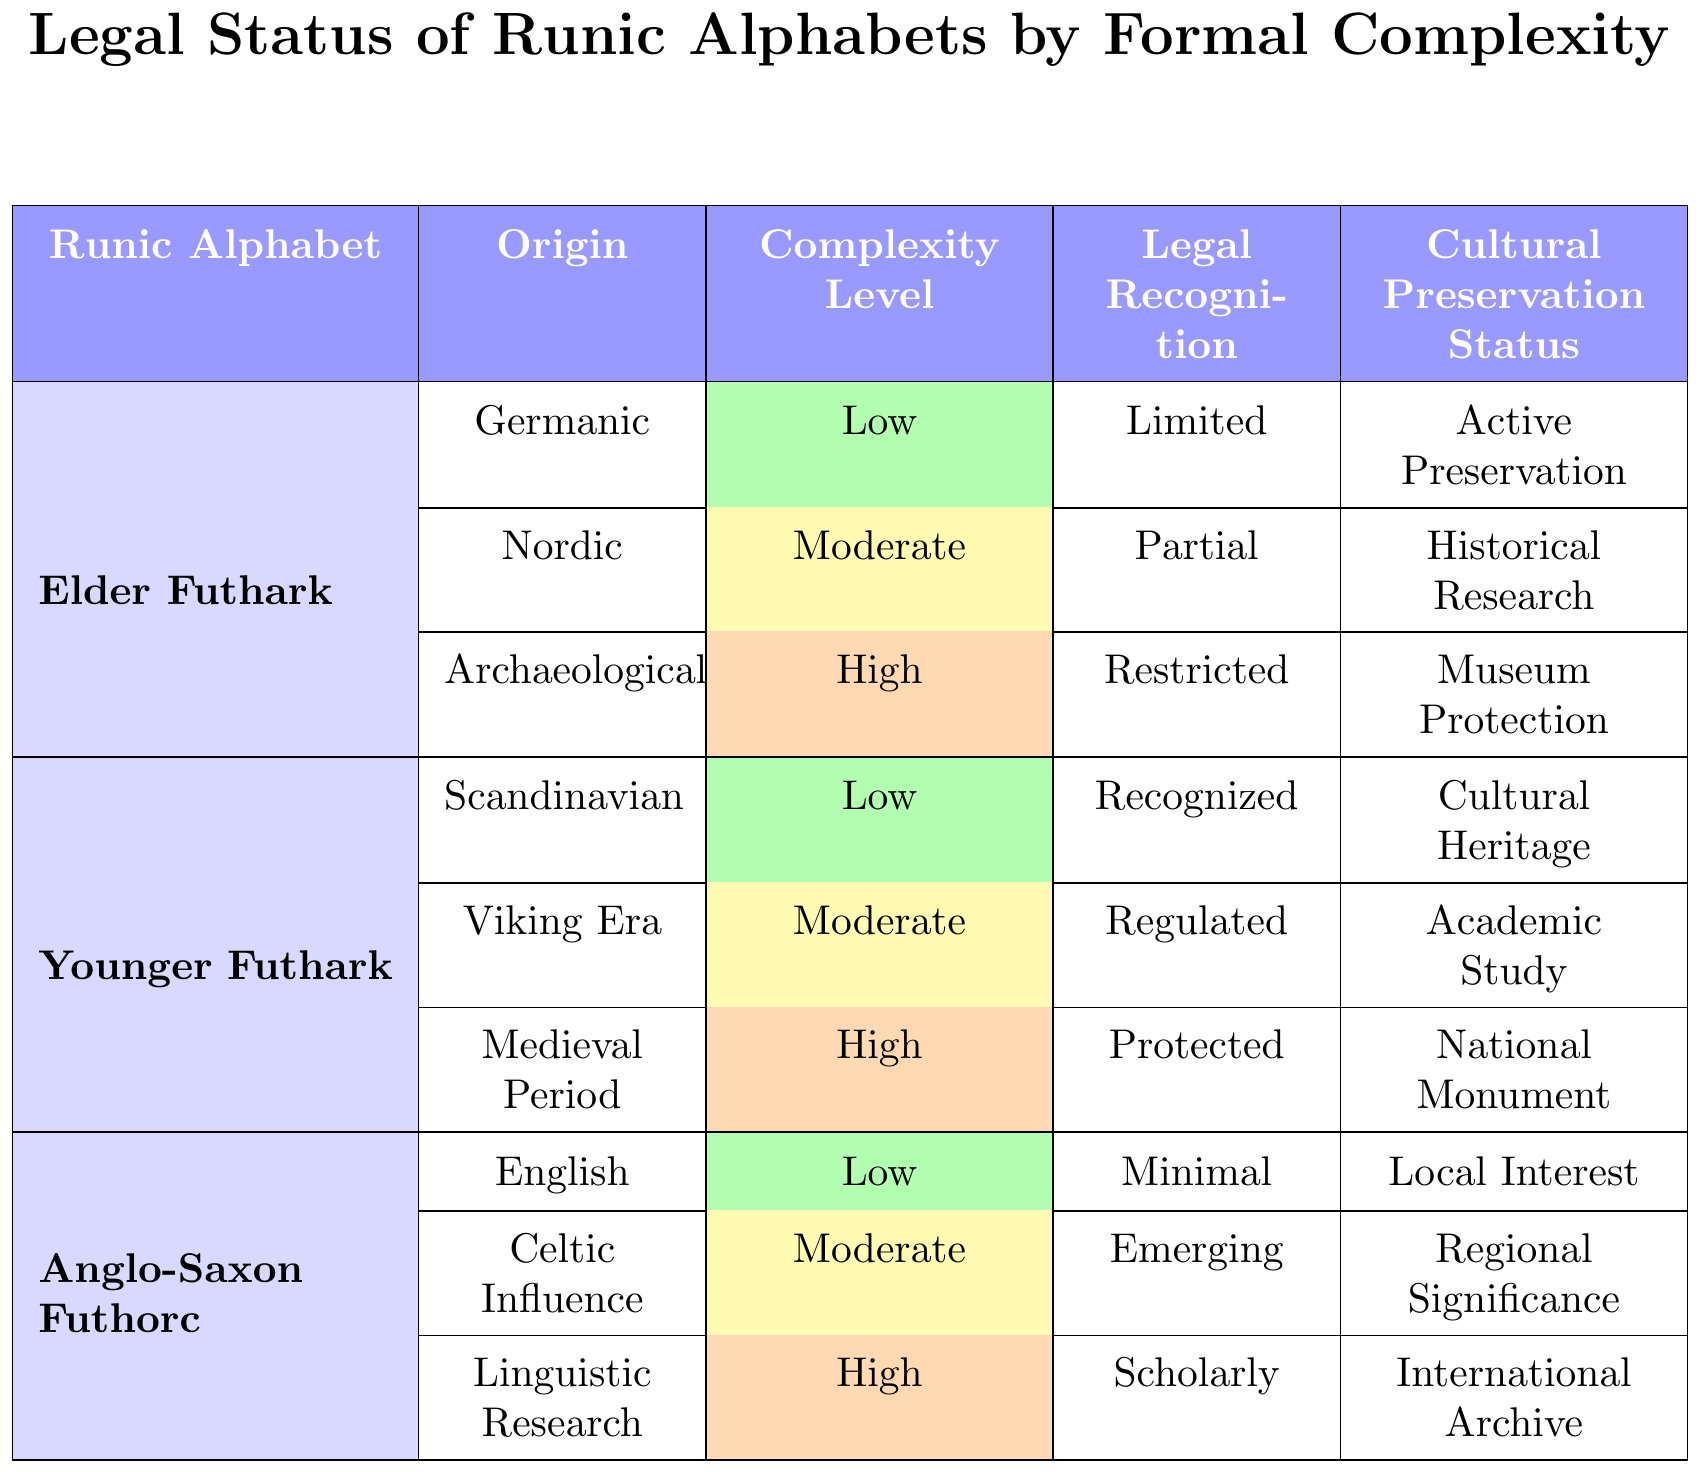 Legal Status of Runic Alphabets by Formal Complexity
Runic Alphabet
Origin
Complexity
Level
Legal
Recogni-
tion
Cultural
Preservation
Status
Elder Futhark
Germanic
Low
Limited
Active
Preservation
Nordic
Moderate
Partial
Historical
Research
Archaeological
High
Restricted
Museum
Protection
Younger Futhark
Scandinavian
Low
Recognized
Cultural
Heritage
Viking Era
Moderate
Regulated
Academic
Study
Medieval
Period
High
Protected
National
Monument
Anglo-Saxon
Futhorc
English
Low
Minimal
Local Interest
Celtic
Influence
Moderate
Emerging
Regional
Significance
Linguistic
Research
High
Scholarly
International
Archive